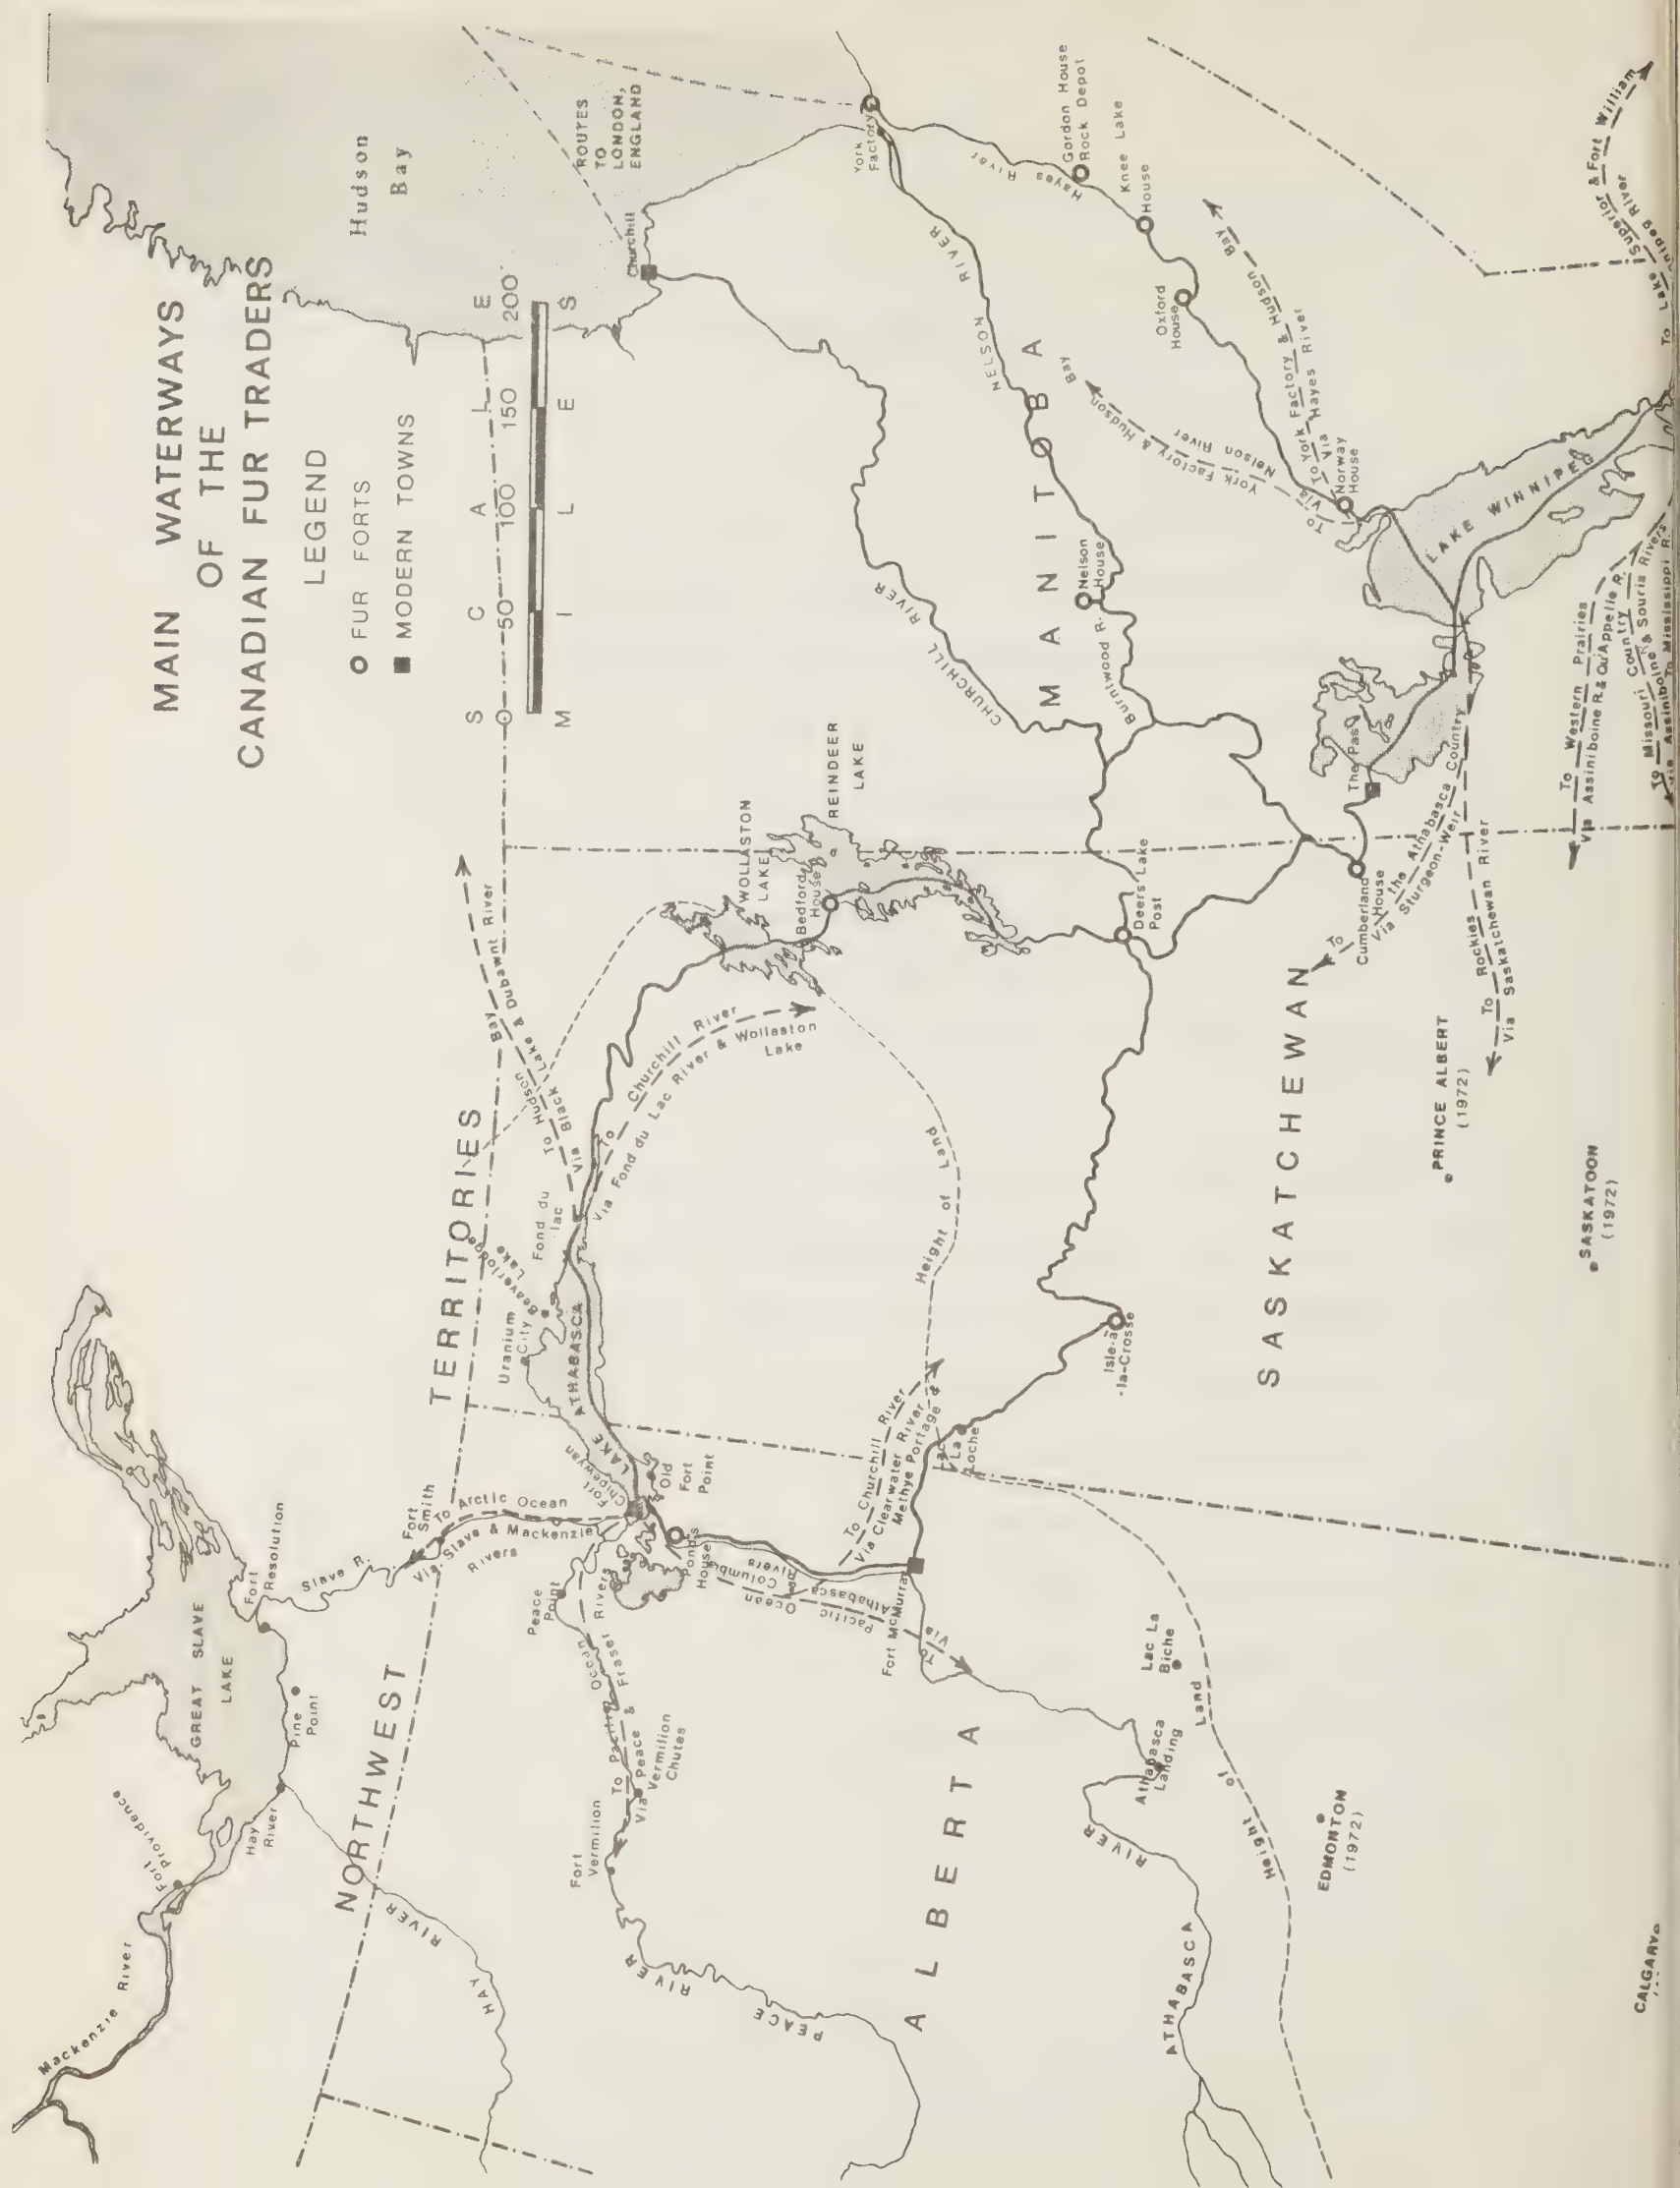 MAIN WATERWAYS
OF THE
CANADIAN FUR TRADERS
LEGEND
FUR FORTS
MODERN TOWNS
SCALE
0 50 100 150 200
MILES
Hudson
Bay
ROUTES
TO
LONDON,
ENGLAND
Churchill
York
Factory
Hayes River
Gordon House
Rock Depot
Knee Lake
House
Oxford
House
NELSON RIVER
To York Factory & Hudson Bay
Via Hayes River
To York Factory & Hudson Bay
Via Nelson River
Norway
House
LAKE WINNIPEG
Nelson
House
Burntwood R.
MANITOBA
CHURCHILL RIVER
The Pas
Cumberland
House
To the Athabasca Country
Via Sturgeon-Weir
To Rockies
Via Saskatchewan River
To Western Prairies
Via Assiniboine R. & Qu'Appelle R.
To Missouri Country
Via Assiniboine & Souris Rivers
To Mississippi R.
To Lake Superior & Fort William
REINDEER
LAKE
WOLLASTON
LAKE
Bedford
House
Deers Lake
Post
To Hudson Bay
Via Black Lake & Dubawnt River
To Churchill River
Via Fond du Lac River & Wollaston
Lake
Height of Land
SASKATCHEWAN
PRINCE ALBERT
(1972)
SASKATOON
(1972)
Isle-à
-la-Crosse
Lac
La
Loche
NORTHWEST TERRITORIES
Fond du
lac
Beaverlodge
Lake
Uranium
City
LAKE ATHABASCA
Fort
Chipewyan
Old
Fort
Point
Pond's
House
To Churchill River
Via Clearwater River &
Methye Portage
Fort McMurray
To Pacific Ocean
Via Athabasca & Columbia
Rivers
To Arctic Ocean
Via Slave & Mackenzie
Rivers
Fort
Smith
Slave R.
Fort
Resolution
GREAT SLAVE
LAKE
Pine
Point
Hay
River
Fort
Providence
Mackenzie River
HAY RIVER
Peace
Point
To Pacific Ocean
Via Peace & Fraser Rivers
Vermilion
Chutes
Fort
Vermilion
PEACE RIVER
ALBERTA
Lac La
Biche
Athabasca
Landing
ATHABASCA RIVER
Height of Land
EDMONTON
(1972)
CALGARY